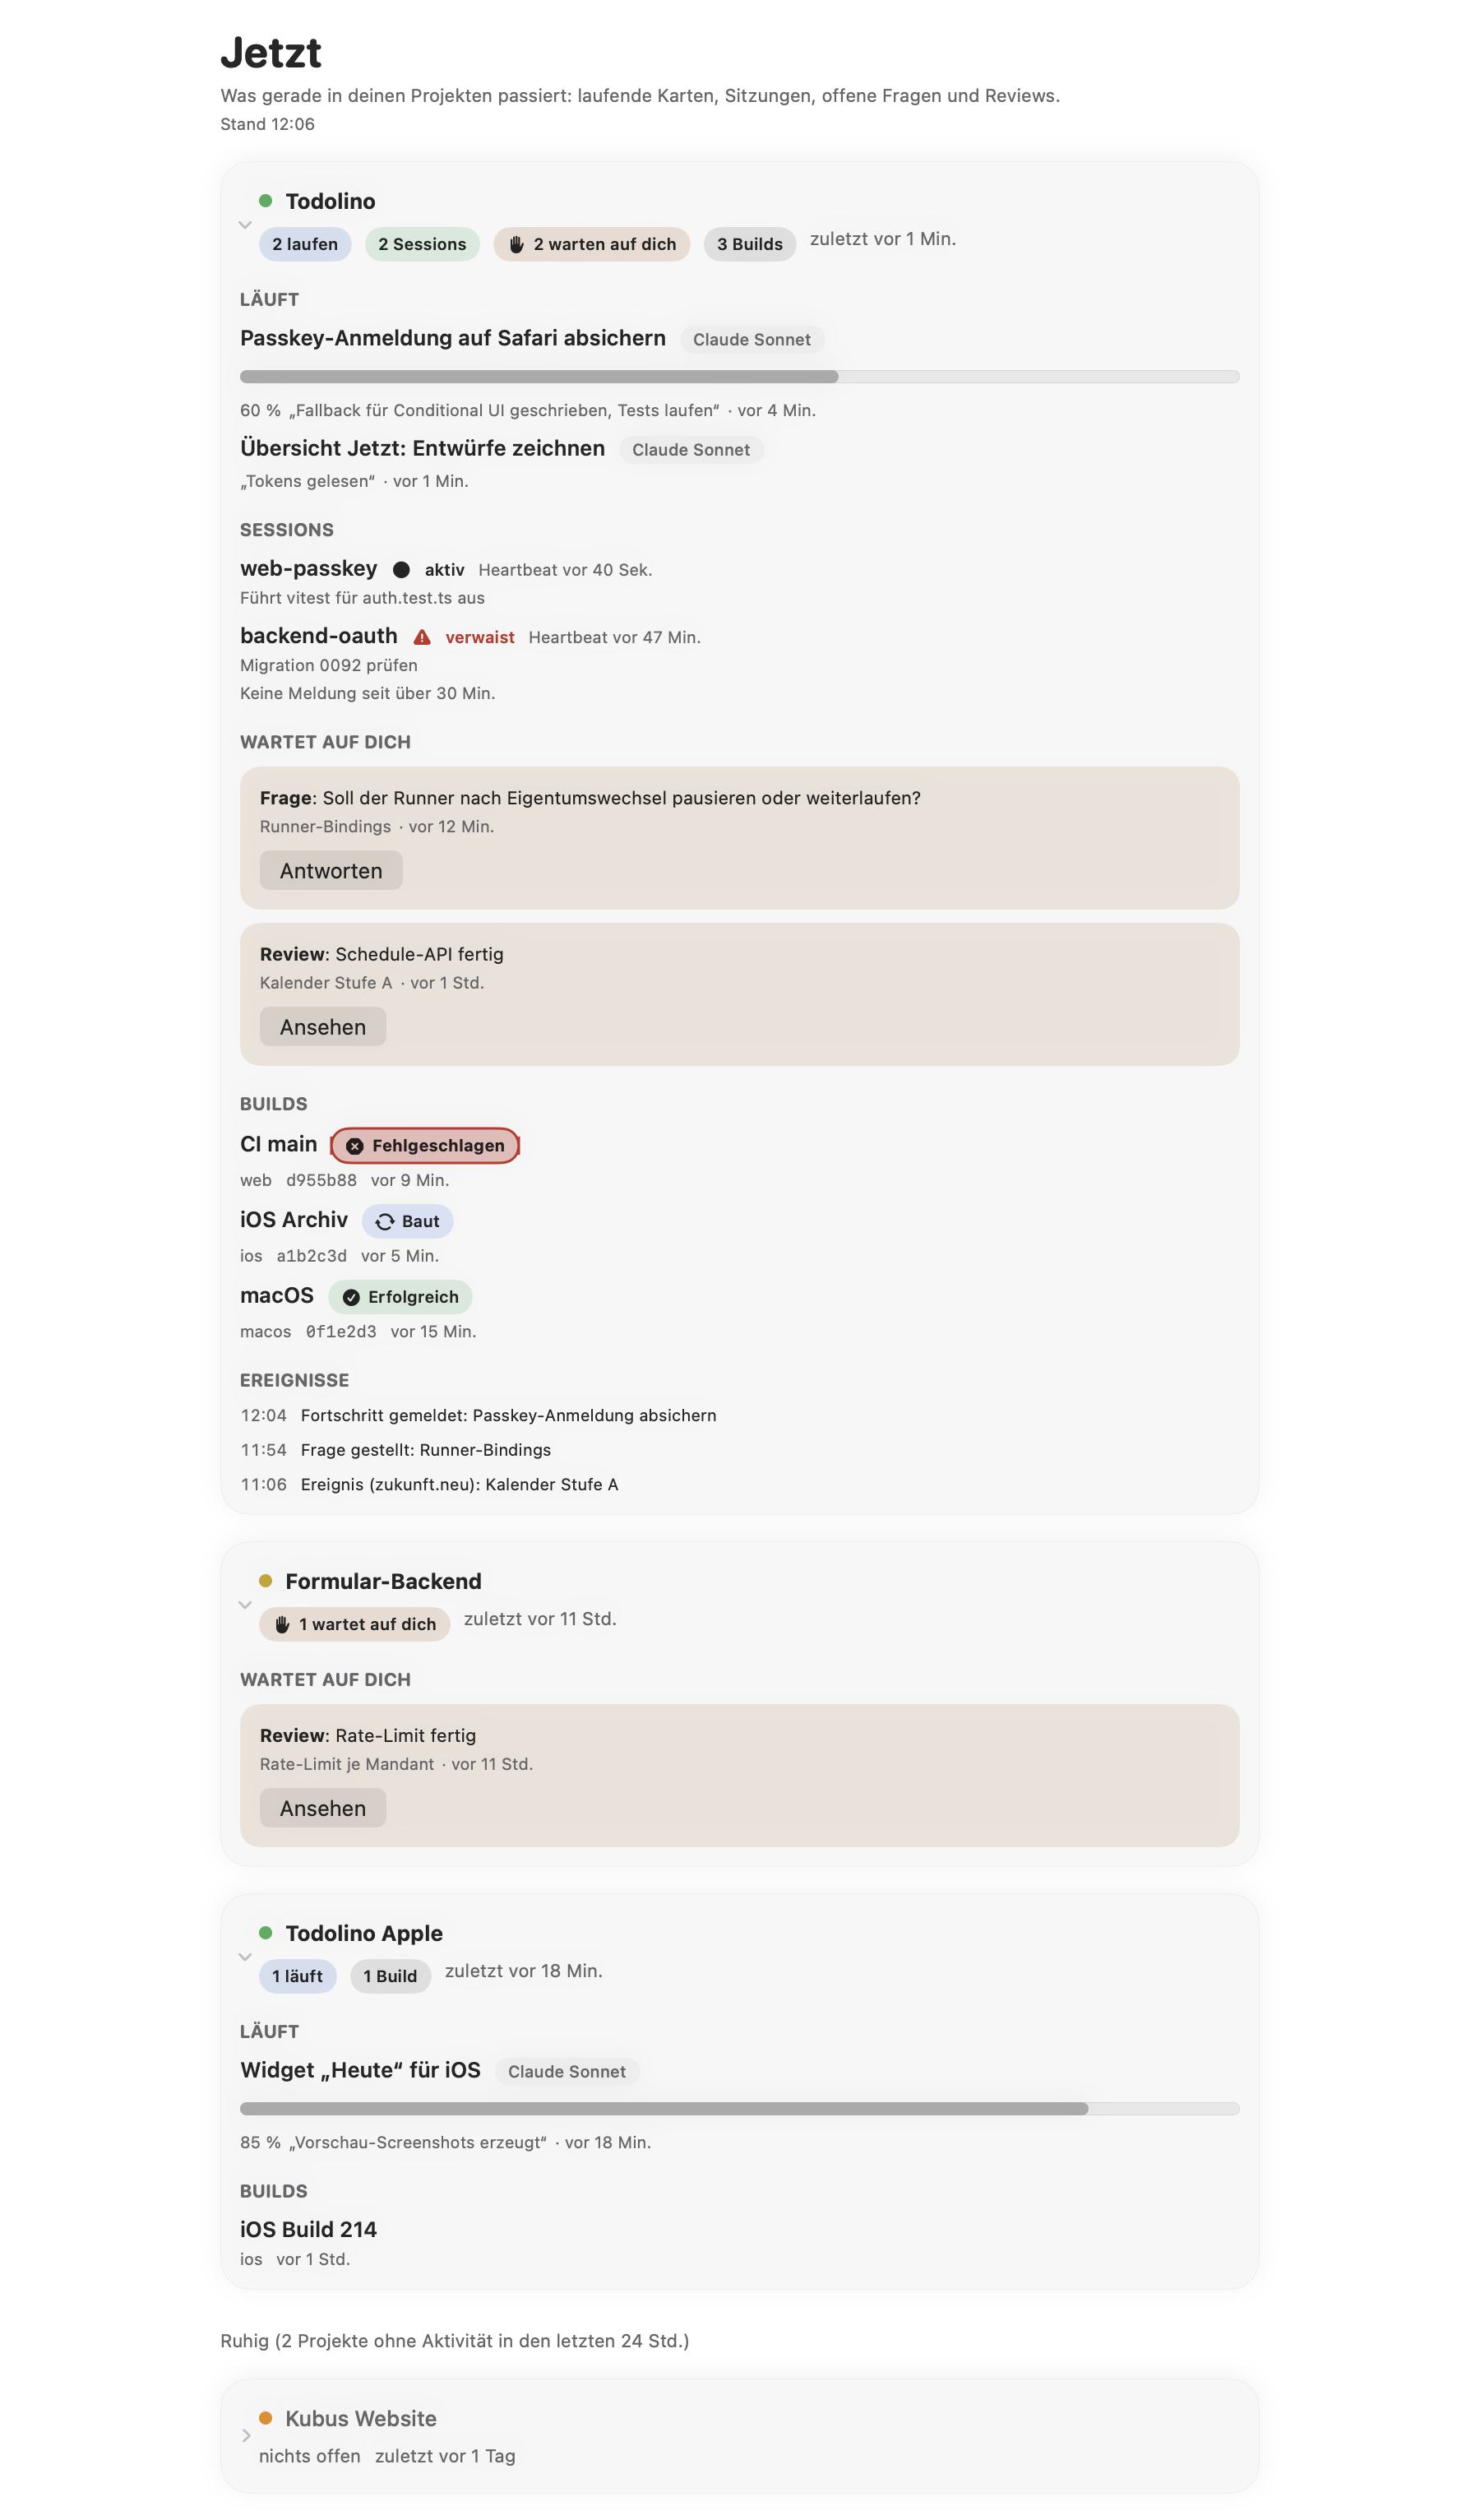 Jetzt
Was gerade in deinen Projekten passiert: laufende Karten, Sitzungen, offene Fragen und Reviews.
Stand 12:06
Todolino
2 laufen 2 Sessions 2 warten auf dich 3 Builds zuletzt vor 1 Min.
LÄUFT
Passkey-Anmeldung auf Safari absichern Claude Sonnet
60 % „Fallback für Conditional UI geschrieben, Tests laufen“ · vor 4 Min.
Übersicht Jetzt: Entwürfe zeichnen Claude Sonnet
„Tokens gelesen“ · vor 1 Min.
SESSIONS
web-passkey aktiv Heartbeat vor 40 Sek.
Führt vitest für auth.test.ts aus
backend-oauth verwaist Heartbeat vor 47 Min.
Migration 0092 prüfen
Keine Meldung seit über 30 Min.
WARTET AUF DICH
Frage: Soll der Runner nach Eigentumswechsel pausieren oder weiterlaufen?
Runner-Bindings · vor 12 Min.
Antworten
Review: Schedule-API fertig
Kalender Stufe A · vor 1 Std.
Ansehen
BUILDS
CI main Fehlgeschlagen
web d955b88 vor 9 Min.
iOS Archiv Baut
ios a1b2c3d vor 5 Min.
macOS Erfolgreich
macos 0f1e2d3 vor 15 Min.
EREIGNISSE
12:04 Fortschritt gemeldet: Passkey-Anmeldung absichern
11:54 Frage gestellt: Runner-Bindings
11:06 Ereignis (zukunft.neu): Kalender Stufe A
Formular-Backend
1 wartet auf dich zuletzt vor 11 Std.
WARTET AUF DICH
Review: Rate-Limit fertig
Rate-Limit je Mandant · vor 11 Std.
Ansehen
Todolino Apple
1 läuft 1 Build zuletzt vor 18 Min.
LÄUFT
Widget „Heute“ für iOS Claude Sonnet
85 % „Vorschau-Screenshots erzeugt“ · vor 18 Min.
BUILDS
iOS Build 214
ios vor 1 Std.
Ruhig (2 Projekte ohne Aktivität in den letzten 24 Std.)
Kubus Website
nichts offen zuletzt vor 1 Tag